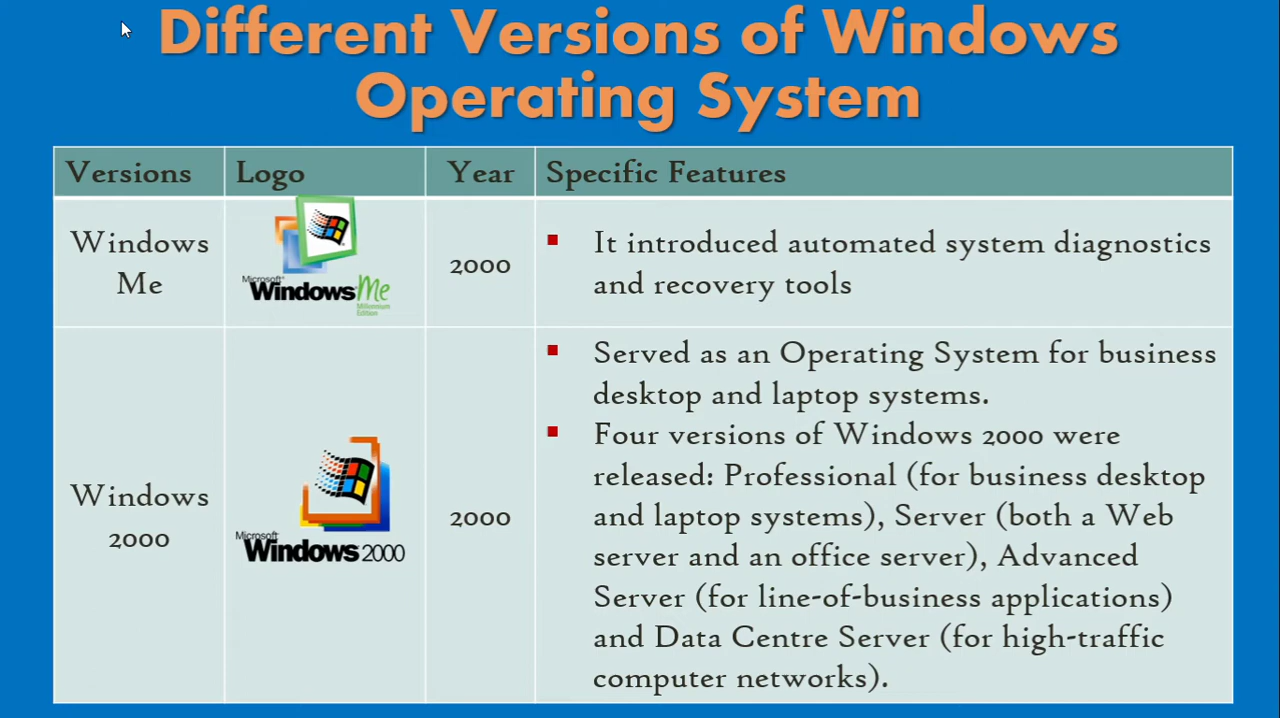 Different Versions of Windows
Operating System
Versions Logo Year Specific Features
Windows
Me
Microsoft®
Windows Me
Millennium
Edition
2000
It introduced automated system diagnostics
and recovery tools
Windows
2000
Microsoft
Windows 2000
2000
Served as an Operating System for business
desktop and laptop systems.
Four versions of Windows 2000 were
released: Professional (for business desktop
and laptop systems), Server (both a Web
server and an office server), Advanced
Server (for line-of-business applications)
and Data Centre Server (for high-traffic
computer networks).